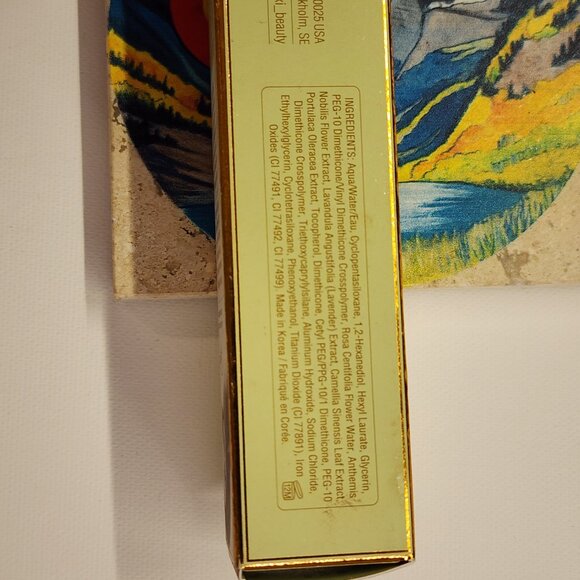 0025 USA
kholm, SE
xi_beauty
INGREDIENTS: Aqua/Water/Eau, Cyclopentasiloxane, 1,2-Hexanediol, Hexyl Laurate, Glycerin,
PEG-10 Dimethicone/Vinyl Dimethicone Crosspolymer, Rosa Centifolia Flower Water, Anthemis
Nobilis Flower Extract, Lavandula Angustifolia (Lavender) Extract, Camellia Sinensis Leaf Extract,
Portulaca Oleracea Extract, Tocopherol, Dimethicone, Cetyl PEG/PPG-10/1 Dimethicone, PEG-10
Dimethicone Crosspolymer, Triethoxycaprylylsilane, Aluminum Hydroxide, Sodium Chloride,
Ethylhexylglycerin, Cyclotetrasiloxane, Phenoxyethanol, Titanium Dioxide (CI 77891), Iron
Oxides (CI 77491, CI 77492, CI 77499). Made in Korea / Fabriqué en Corée.
12M